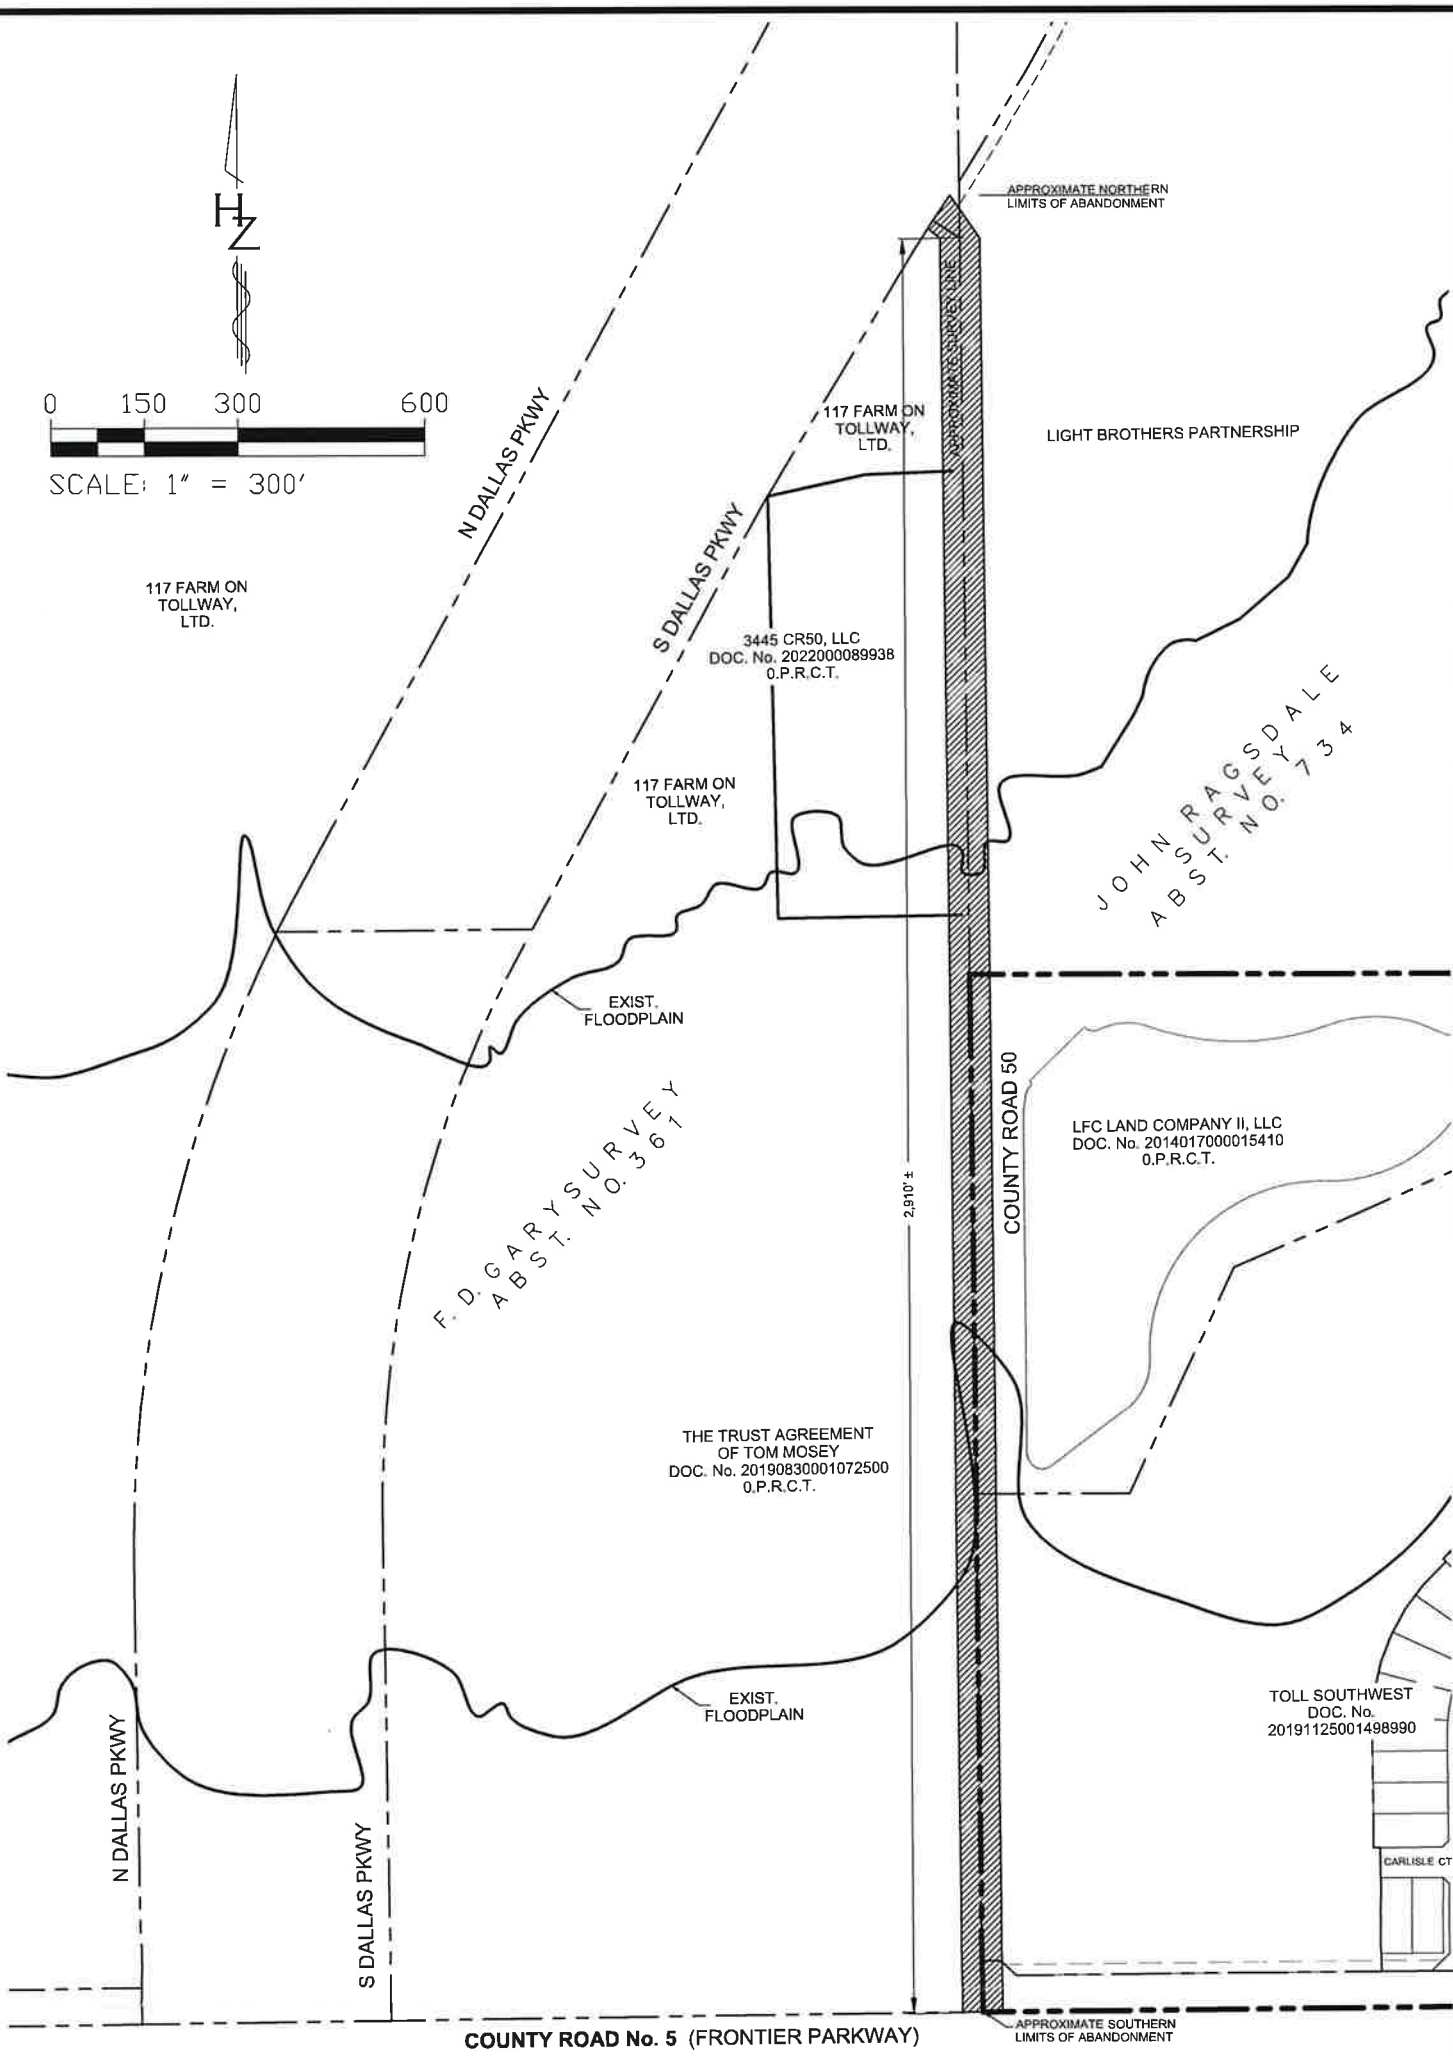 APPROXIMATE NORTHERN
LIMITS OF ABANDONMENT
HZ
0 150 300 600
SCALE: 1" = 300'
N DALLAS PKWY
S DALLAS PKWY
117 FARM ON
TOLLWAY,
LTD.
APPROXIMATE SURVEY LINE
LIGHT BROTHERS PARTNERSHIP
117 FARM ON
TOLLWAY,
LTD.
3445 CR50, LLC
DOC. No. 2022000089938
O.P.R.C.T.
117 FARM ON
TOLLWAY,
LTD.
JOHN RAGSDALE
SURVEY
ABST. NO. 734
EXIST.
FLOODPLAIN
COUNTY ROAD 50
F. D. GARY SURVEY
ABST. NO. 361
LFC LAND COMPANY II, LLC
DOC. No. 2014017000015410
O.P.R.C.T.
2,910' ±
THE TRUST AGREEMENT
OF TOM MOSEY
DOC. No. 20190830001072500
O.P.R.C.T.
EXIST.
FLOODPLAIN
TOLL SOUTHWEST
DOC. No.
20191125001498990
N DALLAS PKWY
S DALLAS PKWY
CARLISLE CT
COUNTY ROAD No. 5 (FRONTIER PARKWAY)
APPROXIMATE SOUTHERN
LIMITS OF ABANDONMENT